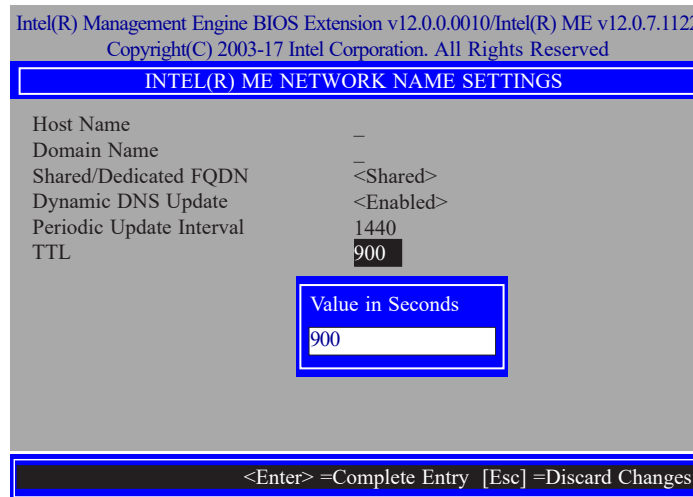 Intel(R) Management Engine BIOS Extension v12.0.0.0010/Intel(R) ME v12.0.7.1122
Copyright(C) 2003-17 Intel Corporation. All Rights Reserved
INTEL(R) ME NETWORK NAME SETTINGS
Host Name _
Domain Name _
Shared/Dedicated FQDN <Shared>
Dynamic DNS Update <Enabled>
Periodic Update Interval 1440
TTL 900
Value in Seconds
900
<Enter> =Complete Entry [Esc] =Discard Changes